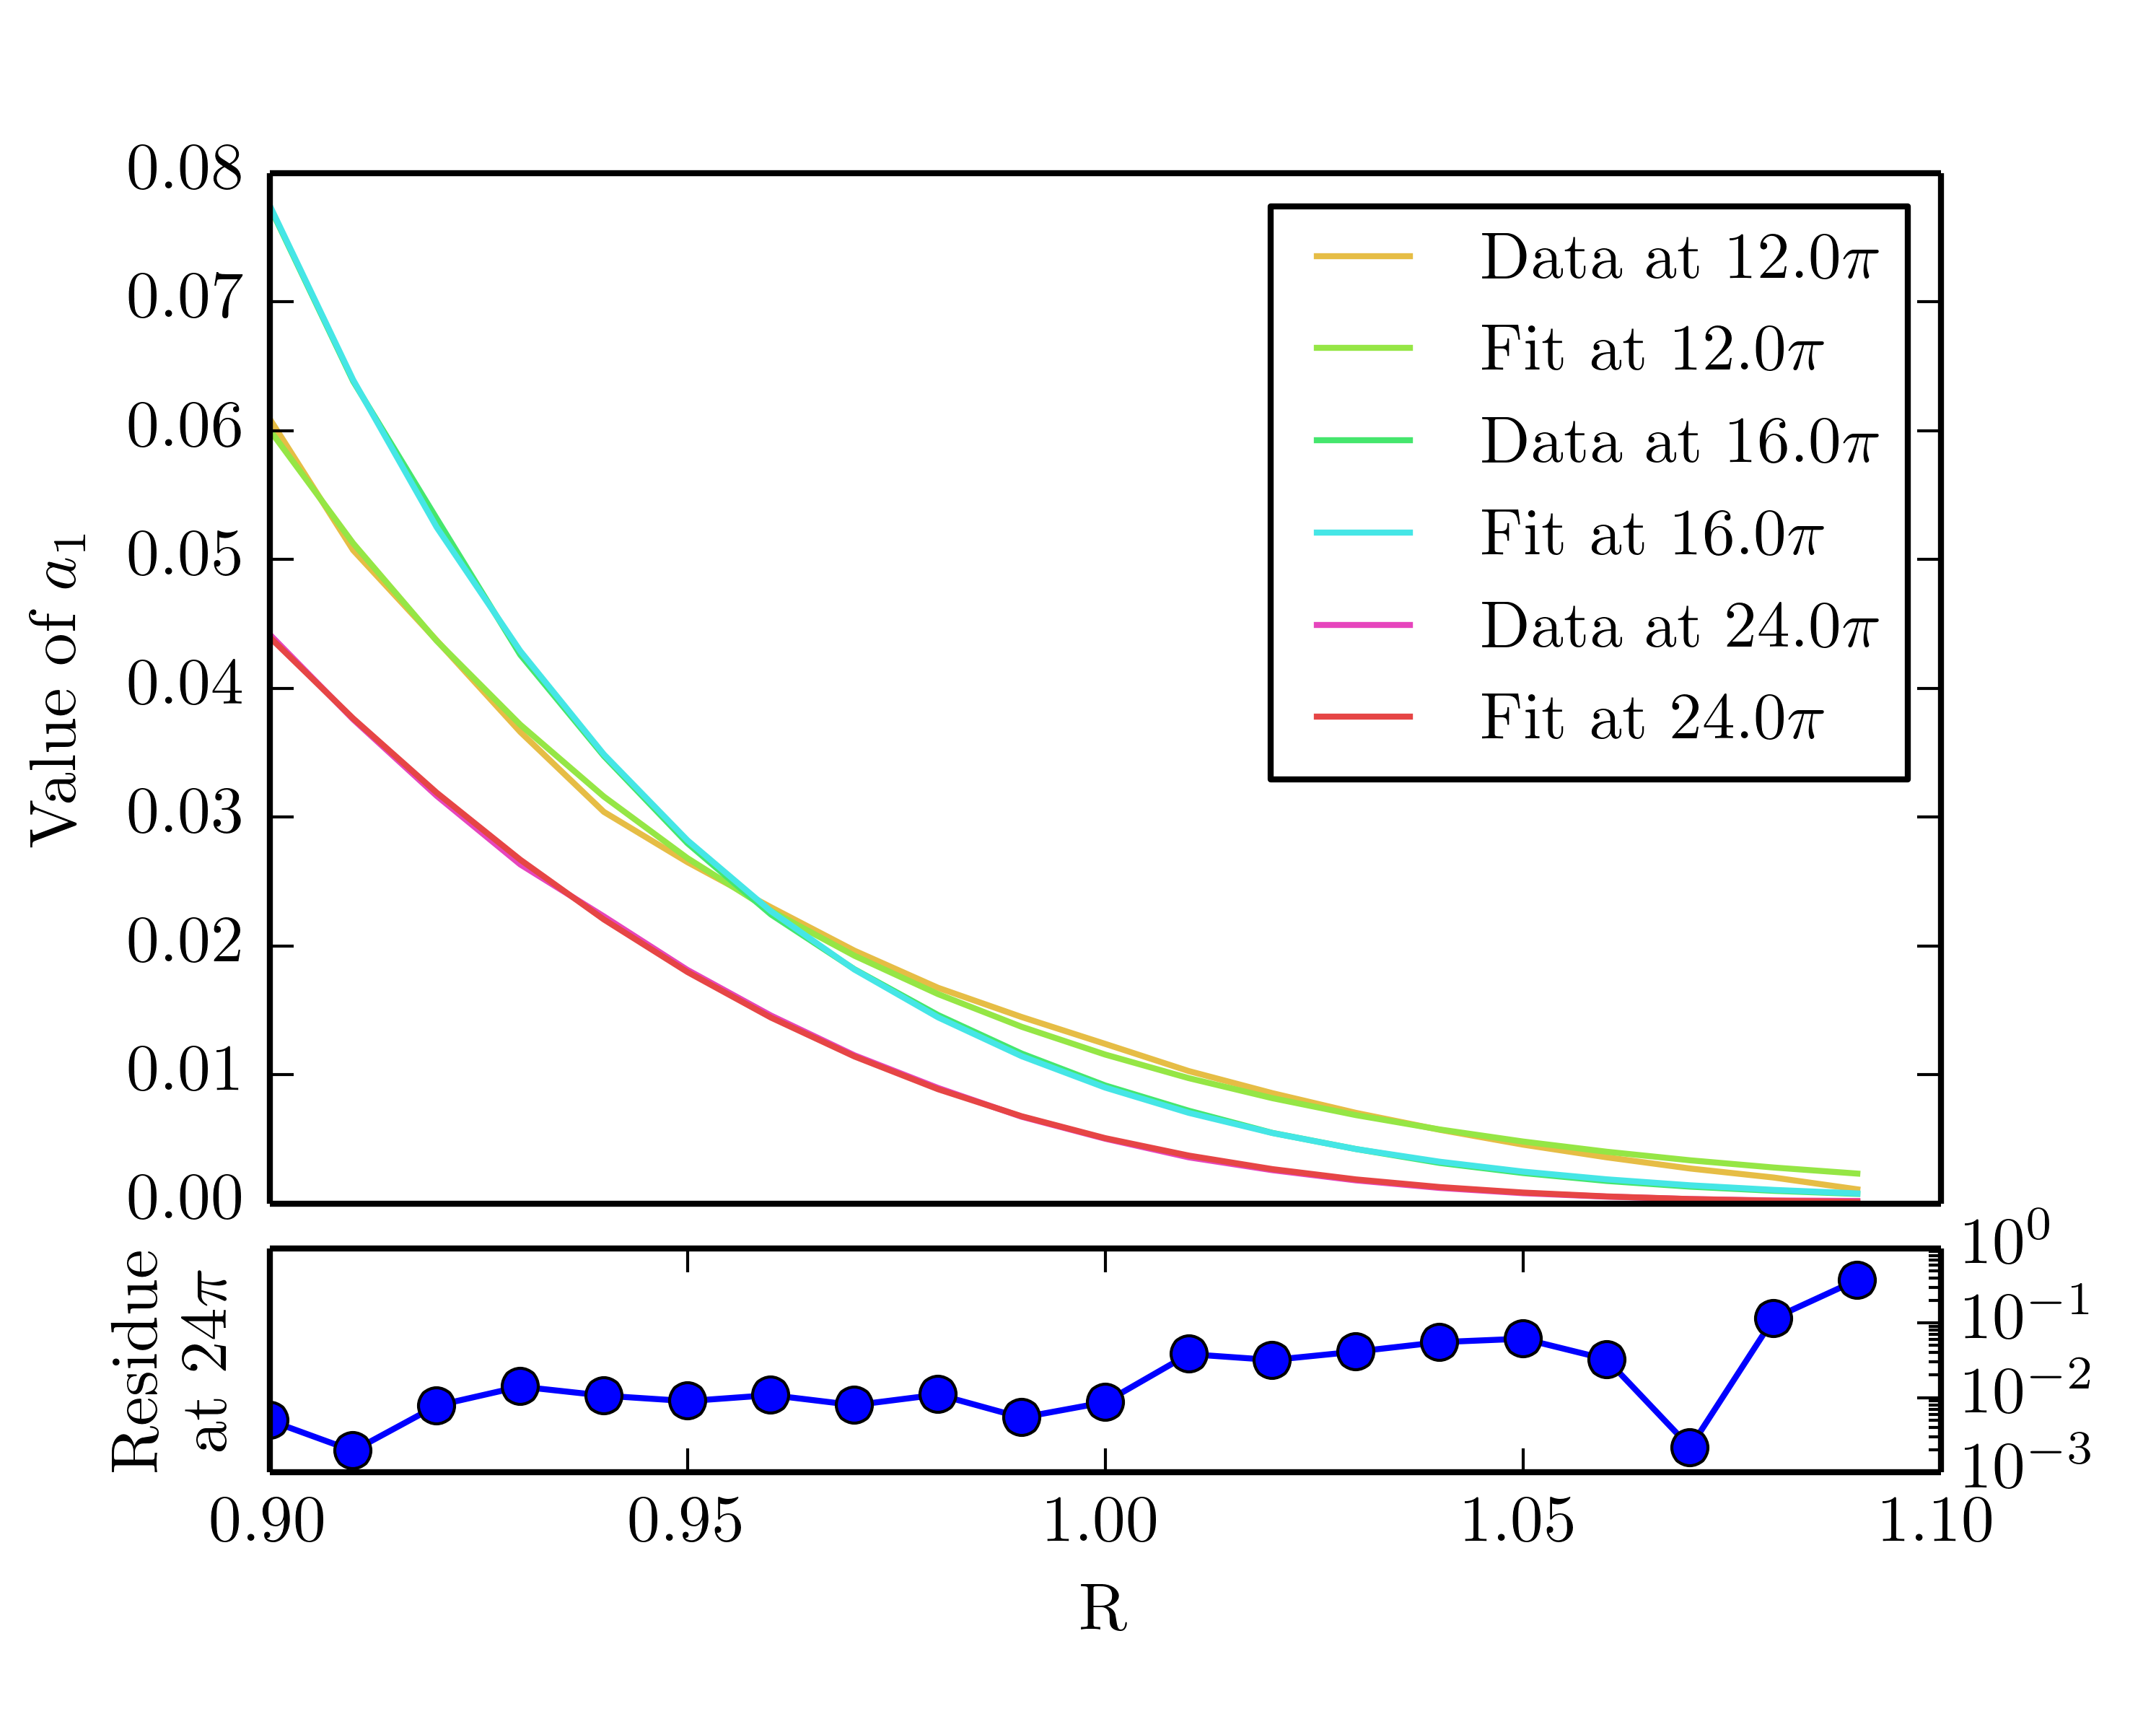 0.08
0.07
0.06
0.05
0.04
0.03
0.02
0.01
0.00
Value of a₁
Data at 12.0π
Fit at 12.0π
Data at 16.0π
Fit at 16.0π
Data at 24.0π
Fit at 24.0π
Residue
at 24π
10⁰
10⁻¹
10⁻²
10⁻³
0.90 0.95 1.00 1.05 1.10
R